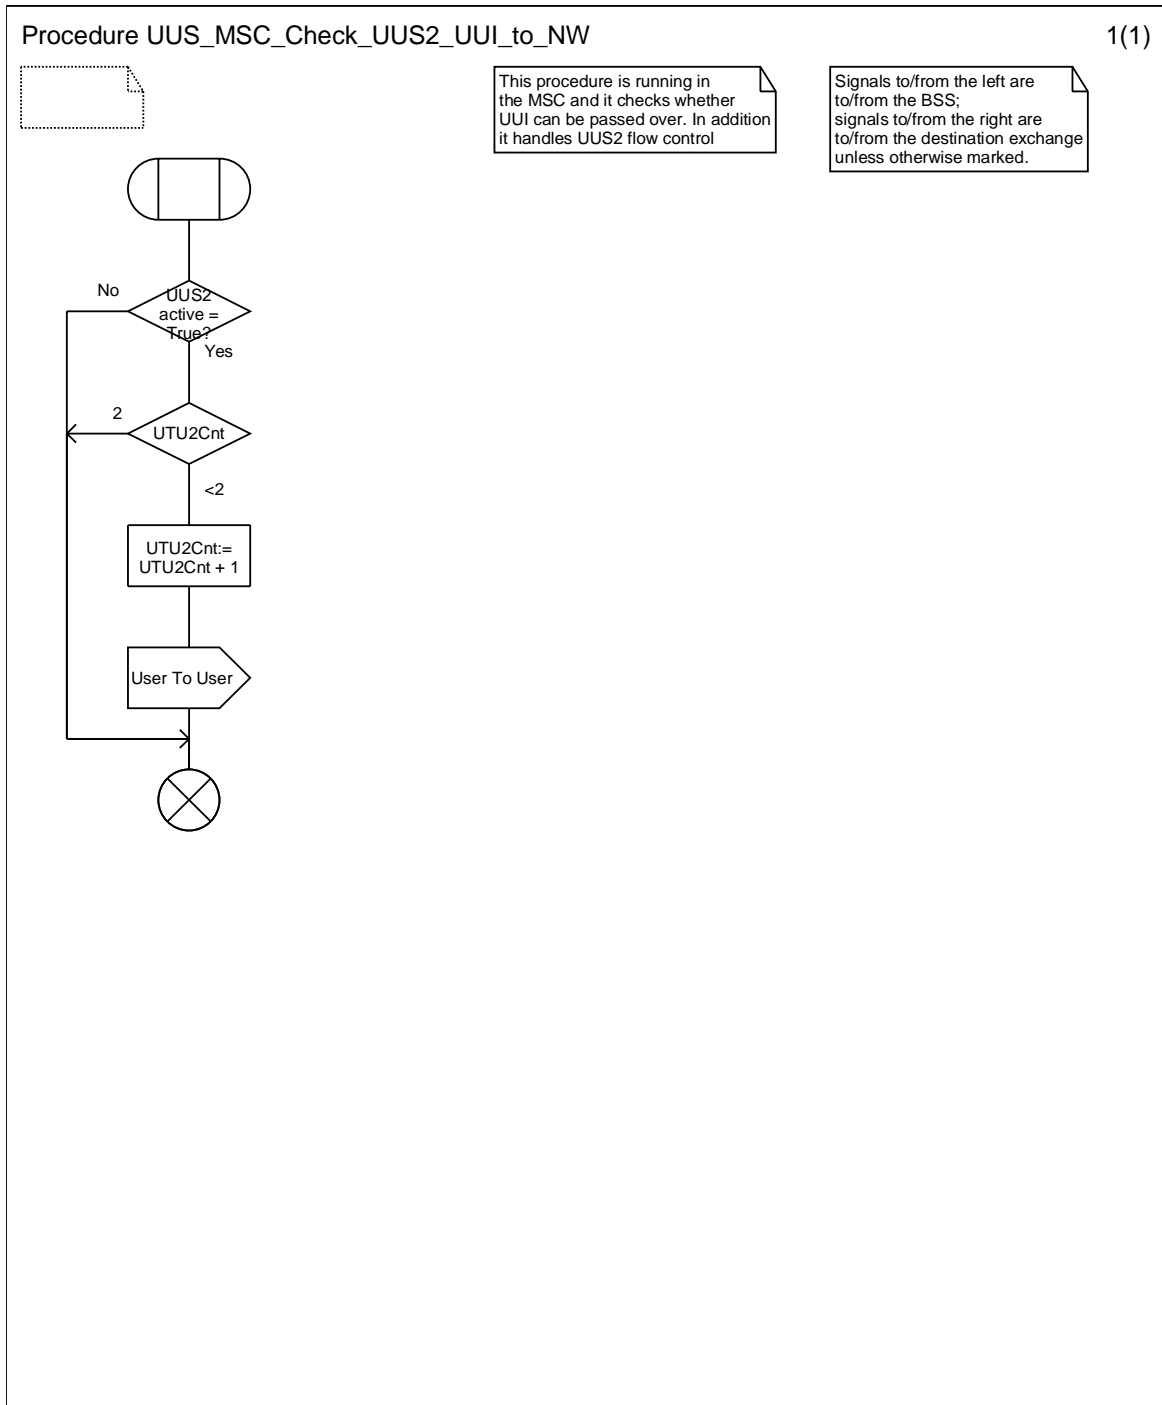 Procedure UUS_MSC_Check_UUS2_UUI_to_NW
1(1)
This procedure is running in
the MSC and it checks whether
UUI can be passed over. In addition
it handles UUS2 flow control
Signals to/from the left are
to/from the BSS;
signals to/from the right are
to/from the destination exchange
unless otherwise marked.
No
UUS2
active =
True?
Yes
2
UTU2Cnt
<2
UTU2Cnt:=
UTU2Cnt + 1
User To User